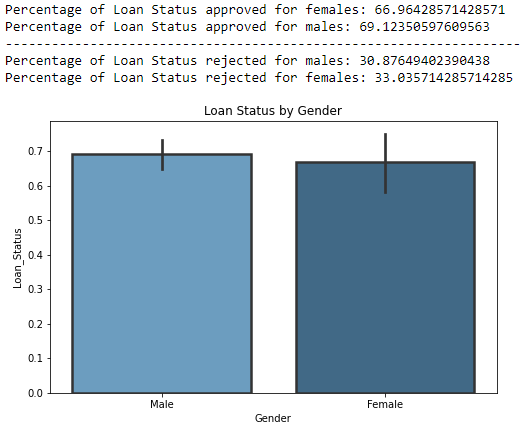 Percentage of Loan Status approved for females: 66.96428571428571
Percentage of Loan Status approved for males: 69.12350597609563
--------------------------------------------------------------------
Percentage of Loan Status rejected for males: 30.87649402390438
Percentage of Loan Status rejected for females: 33.035714285714285
Loan Status by Gender
0.7
0.6
0.5
0.4
0.3
0.2
0.1
0.0
Loan_Status
Male
Female
Gender